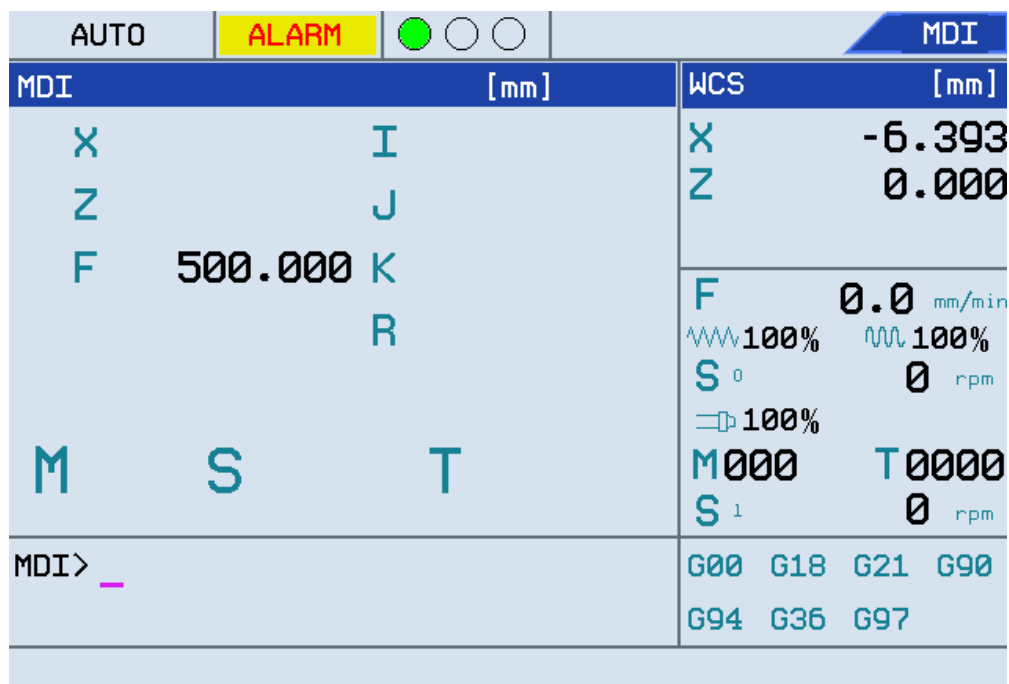 AUTO ALARM MDI
MDI [mm]
X I
Z J
F 500.000 K
R
M S T
MDI>_
WCS [mm]
X -6.393
Z 0.000
F 0.0 mm/min
100% 100%
S 0 0 rpm
100%
M000 T0000
S 1 0 rpm
G00 G18 G21 G90
G94 G36 G97